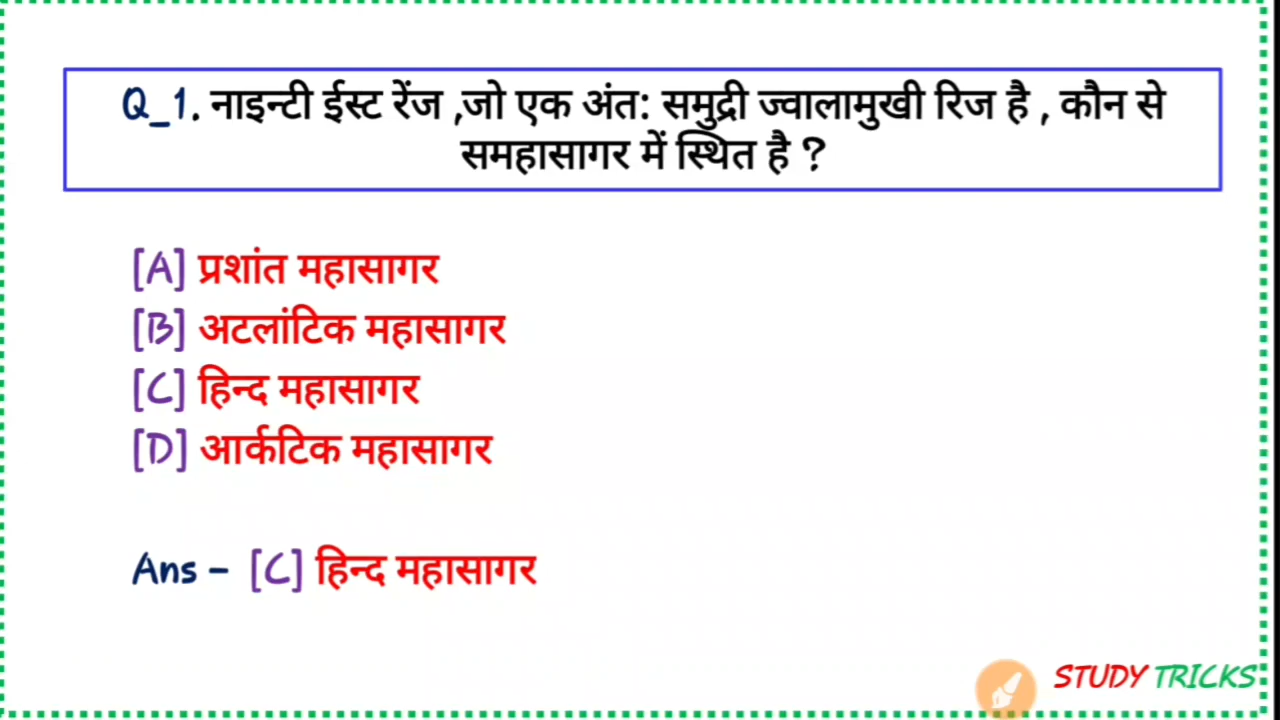 Q_1. नाइन्टी ईस्ट रेंज ,जो एक अंत: समुद्री ज्वालामुखी रिज है , कौन से
समहासागर में स्थित है ?
[A] प्रशांत महासागर
[B] अटलांटिक महासागर
[C] हिन्द महासागर
[D] आर्कटिक महासागर
Ans - [C] हिन्द महासागर
STUDY TRICKS